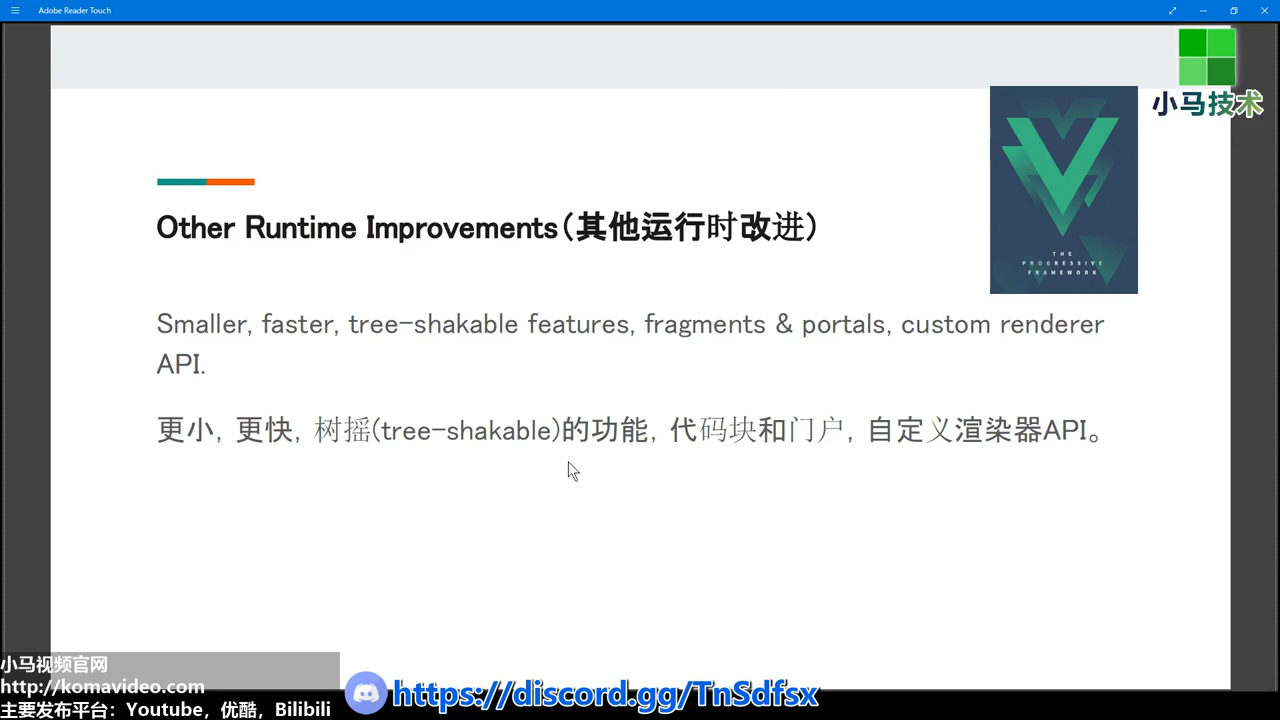 Adobe Reader Touch
小马技术
THE
PROGRESSIVE
FRAMEWORK
Other Runtime Improvements(其他运行时改进)
Smaller, faster, tree-shakable features, fragments & portals, custom renderer
API.
更小, 更快, 树摇(tree-shakable)的功能, 代码块和门户, 自定义渲染器API。
小马视频官网
http://komavideo.com
主要发布平台: Youtube, 优酷, Bilibili
https://discord.gg/TnSdfsx